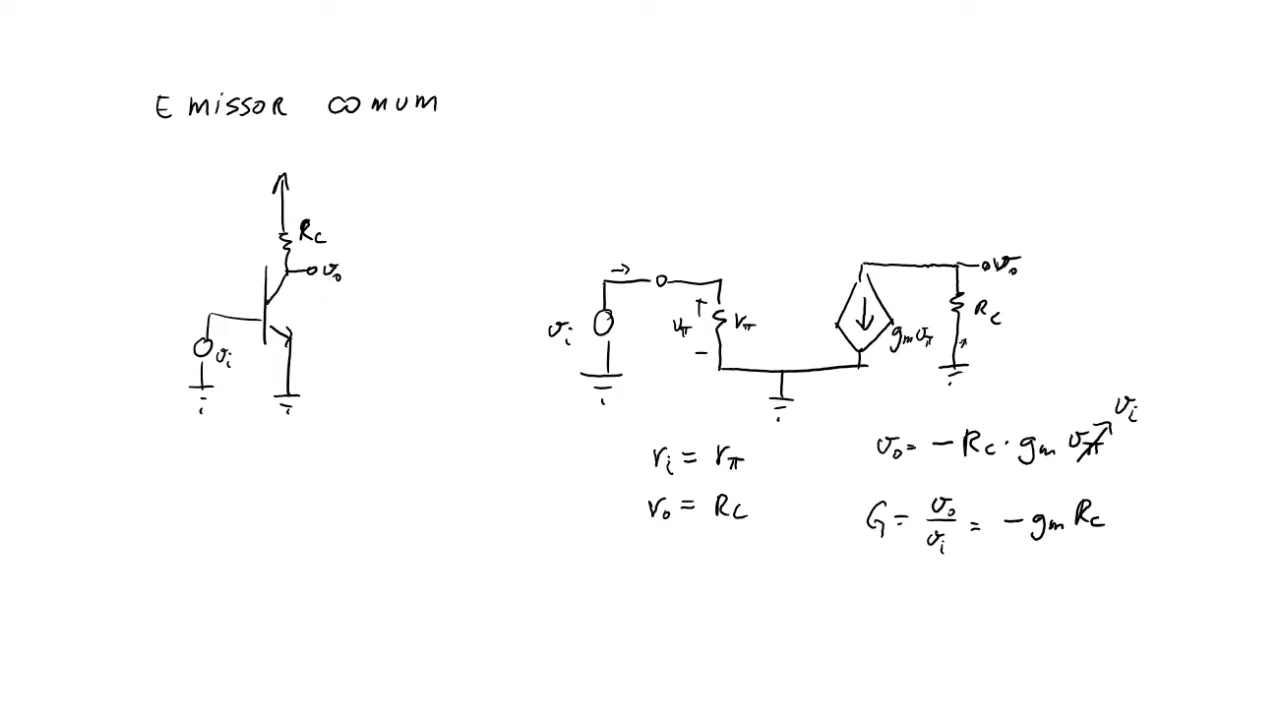 Emissor comum
Rc
vo
vi
vi
vπ
rπ
gm vπ
vo
Rc
ri = rπ
ro = Rc
vo = - Rc · gm vπ vi
G = vo/vi = - gm Rc